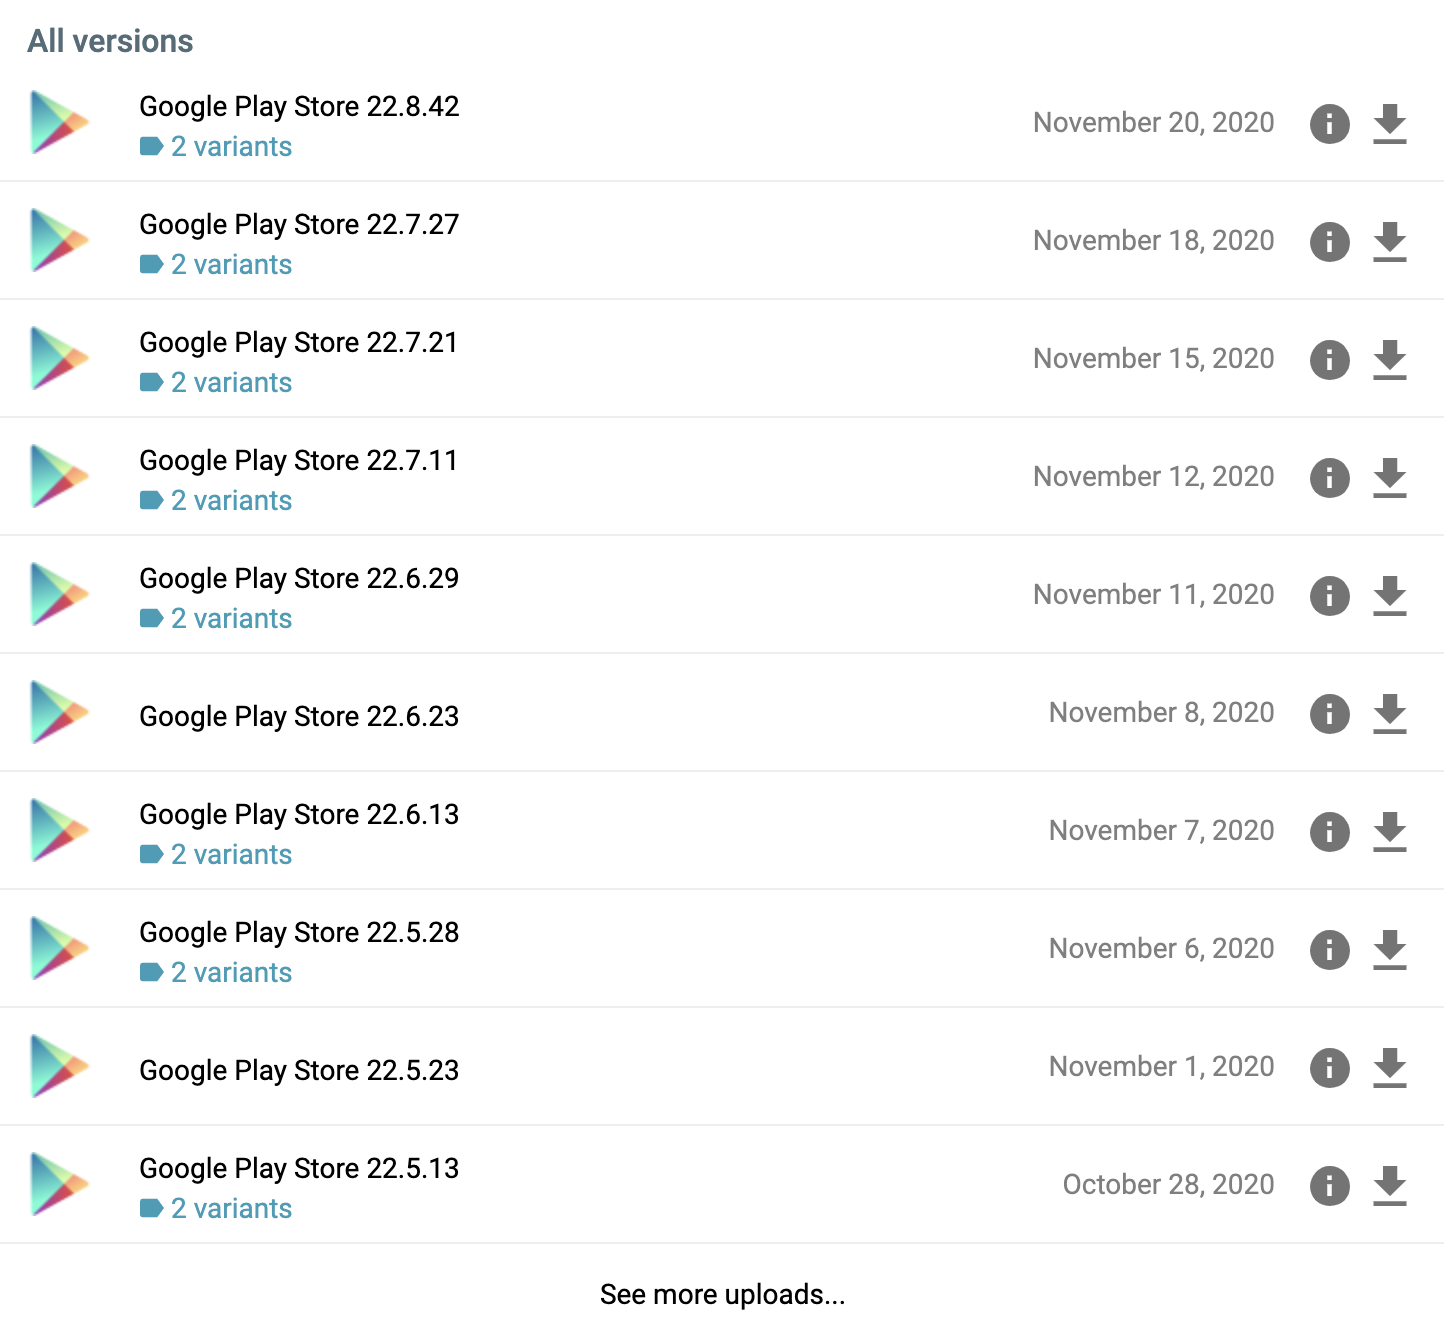 All versions
Google Play Store 22.8.42
November 20, 2020
2 variants
Google Play Store 22.7.27
November 18, 2020
2 variants
Google Play Store 22.7.21
November 15, 2020
2 variants
Google Play Store 22.7.11
November 12, 2020
2 variants
Google Play Store 22.6.29
November 11, 2020
2 variants
Google Play Store 22.6.23
November 8, 2020
Google Play Store 22.6.13
November 7, 2020
2 variants
Google Play Store 22.5.28
November 6, 2020
2 variants
Google Play Store 22.5.23
November 1, 2020
Google Play Store 22.5.13
October 28, 2020
2 variants
See more uploads...